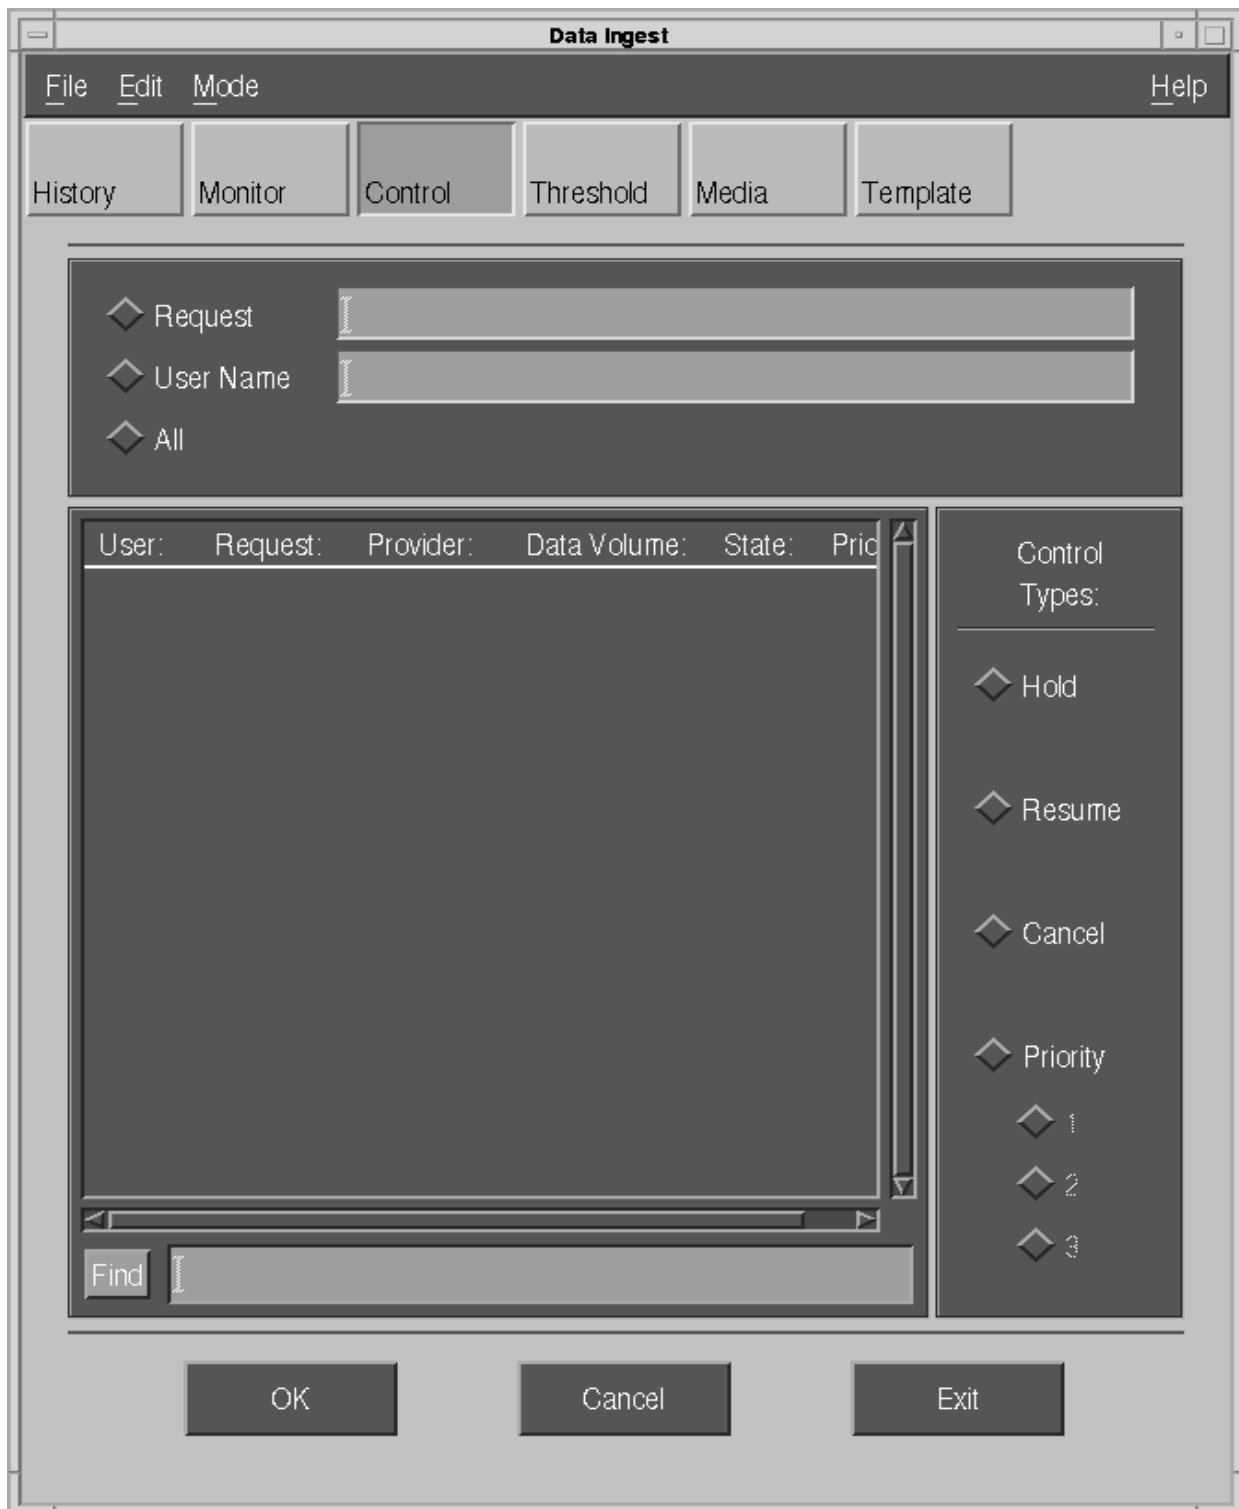 Data Ingest
File Edit Mode Help
History Monitor Control Threshold Media Template
Request
User Name
All
User: Request: Provider: Data Volume: State: Pric
Control
Types:
Hold
Resume
Cancel
Priority
1
2
3
Find
OK Cancel Exit